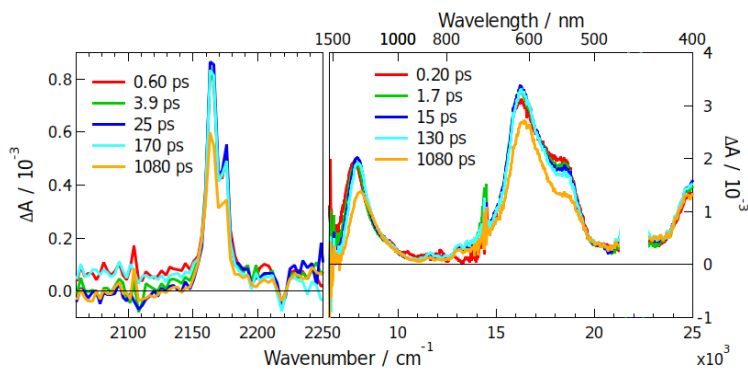 Wavelength / nm
1500 1000 800 600 500 400
0.8 0.6 0.4 0.2 0.0
ΔA / 10⁻³
0.60 ps
3.9 ps
25 ps
170 ps
1080 ps
0.20 ps
1.7 ps
15 ps
130 ps
1080 ps
4 3 2 1 0 -1
ΔA / 10⁻³
2100 2150 2200 2250 10 15 20 25
Wavenumber / cm⁻¹ x10³